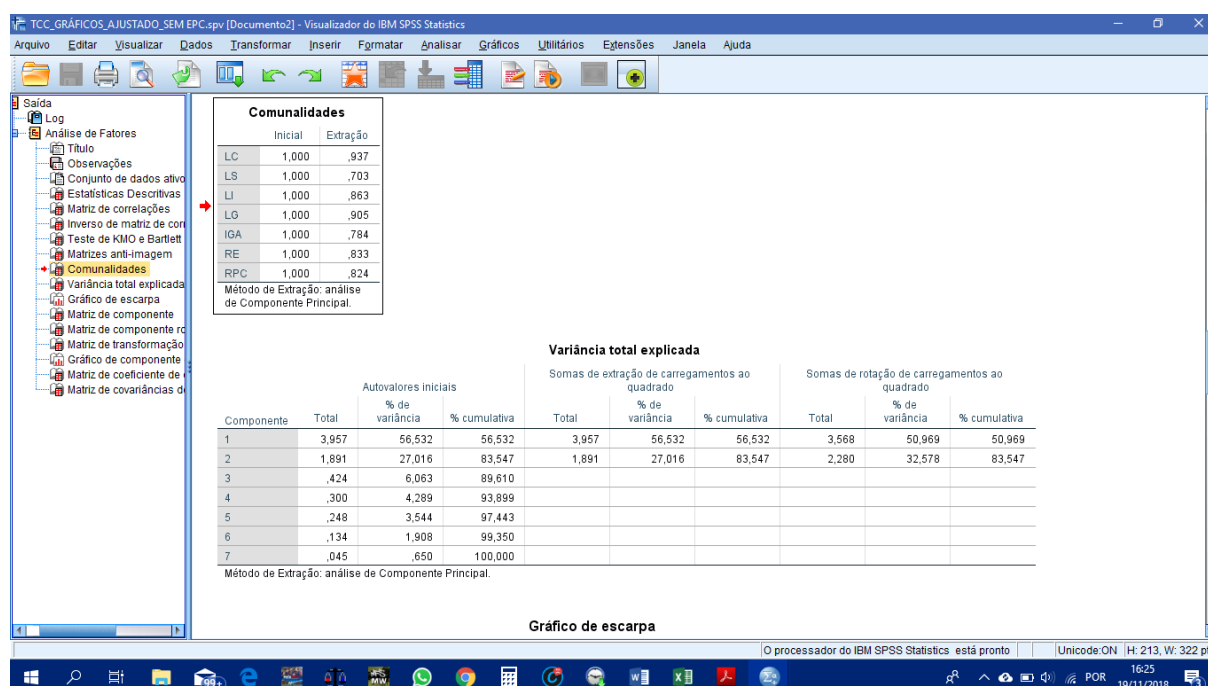 TCC_GRÁFICOS_AJUSTADO_SEM EPC.spv [Documento2] - Visualizador do IBM SPSS Statistics
Arquivo Editar Visualizar Dados Transformar Inserir Formatar Analisar Gráficos Utilitários Extensões Janela Ajuda
Saída
Log
Análise de Fatores
Título
Observações
Conjunto de dados ativo
Estatísticas Descritivas
Matriz de correlações
Inverso de matriz de corr
Teste de KMO e Bartlett
Matrizes anti-imagem
Comunalidades
Variância total explicada
Gráfico de escarpa
Matriz de componente
Matriz de componente ro
Matriz de transformação
Gráfico de componente
Matriz de coeficiente de
Matriz de covariâncias d
Comunalidades
Inicial Extração
LC 1,000 ,937
LS 1,000 ,703
LI 1,000 ,863
LG 1,000 ,905
IGA 1,000 ,784
RE 1,000 ,833
RPC 1,000 ,824
Método de Extração: análise
de Componente Principal.
Variância total explicada
Autovalores iniciais Somas de extração de carregamentos ao quadrado Somas de rotação de carregamentos ao quadrado
Componente Total % de variância % cumulativa Total % de variância % cumulativa Total % de variância % cumulativa
1 3,957 56,532 56,532 3,957 56,532 56,532 3,568 50,969 50,969
2 1,891 27,016 83,547 1,891 27,016 83,547 2,280 32,578 83,547
3 ,424 6,063 89,610
4 ,300 4,289 93,899
5 ,248 3,544 97,443
6 ,134 1,908 99,350
7 ,045 ,650 100,000
Método de Extração: análise de Componente Principal.
Gráfico de escarpa
O processador do IBM SPSS Statistics está pronto Unicode:ON H: 213, W: 322 pt
99+ MW POR 16:25
19/11/2018 3